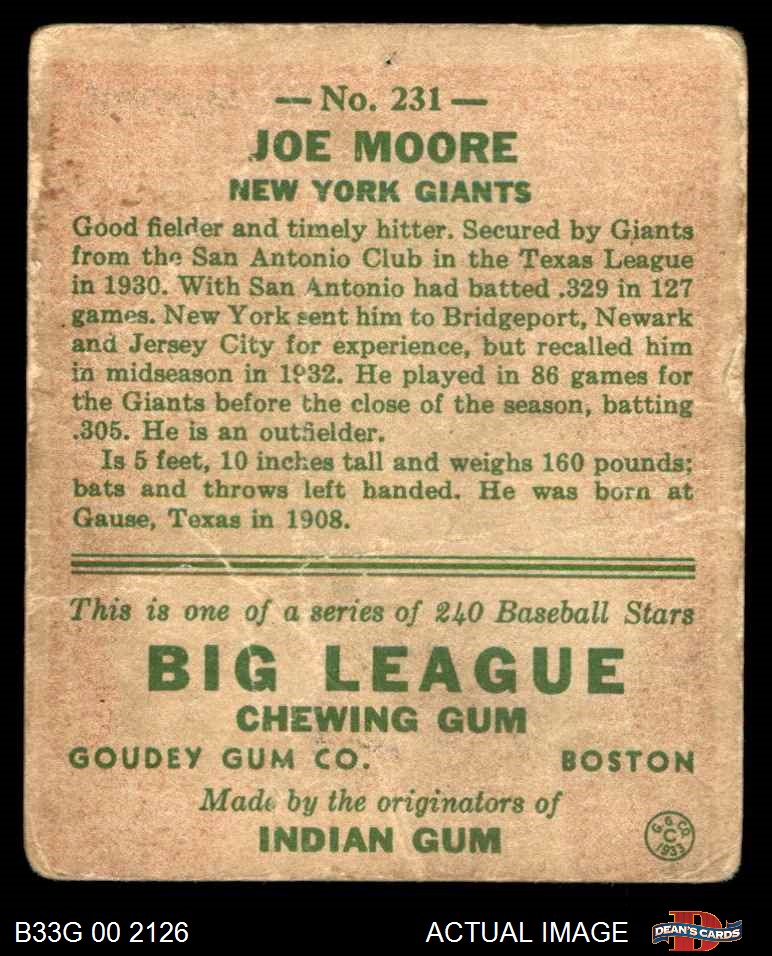 — No. 231 —
JOE MOORE
NEW YORK GIANTS
Good fielder and timely hitter. Secured by Giants
from the San Antonio Club in the Texas League
in 1930. With San Antonio had batted .329 in 127
games. New York sent him to Bridgeport, Newark
and Jersey City for experience, but recalled him
in midseason in 1932. He played in 86 games for
the Giants before the close of the season, batting
.305. He is an outfielder.
Is 5 feet, 10 inches tall and weighs 160 pounds;
bats and throws left handed. He was born at
Gause, Texas in 1908.
This is one of a series of 240 Baseball Stars
BIG LEAGUE
CHEWING GUM
GOUDEY GUM CO. BOSTON
Made by the originators of
INDIAN GUM
G. G. CO.
C
1933
B33G 00 2126 ACTUAL IMAGE
D
DEAN'S CARDS